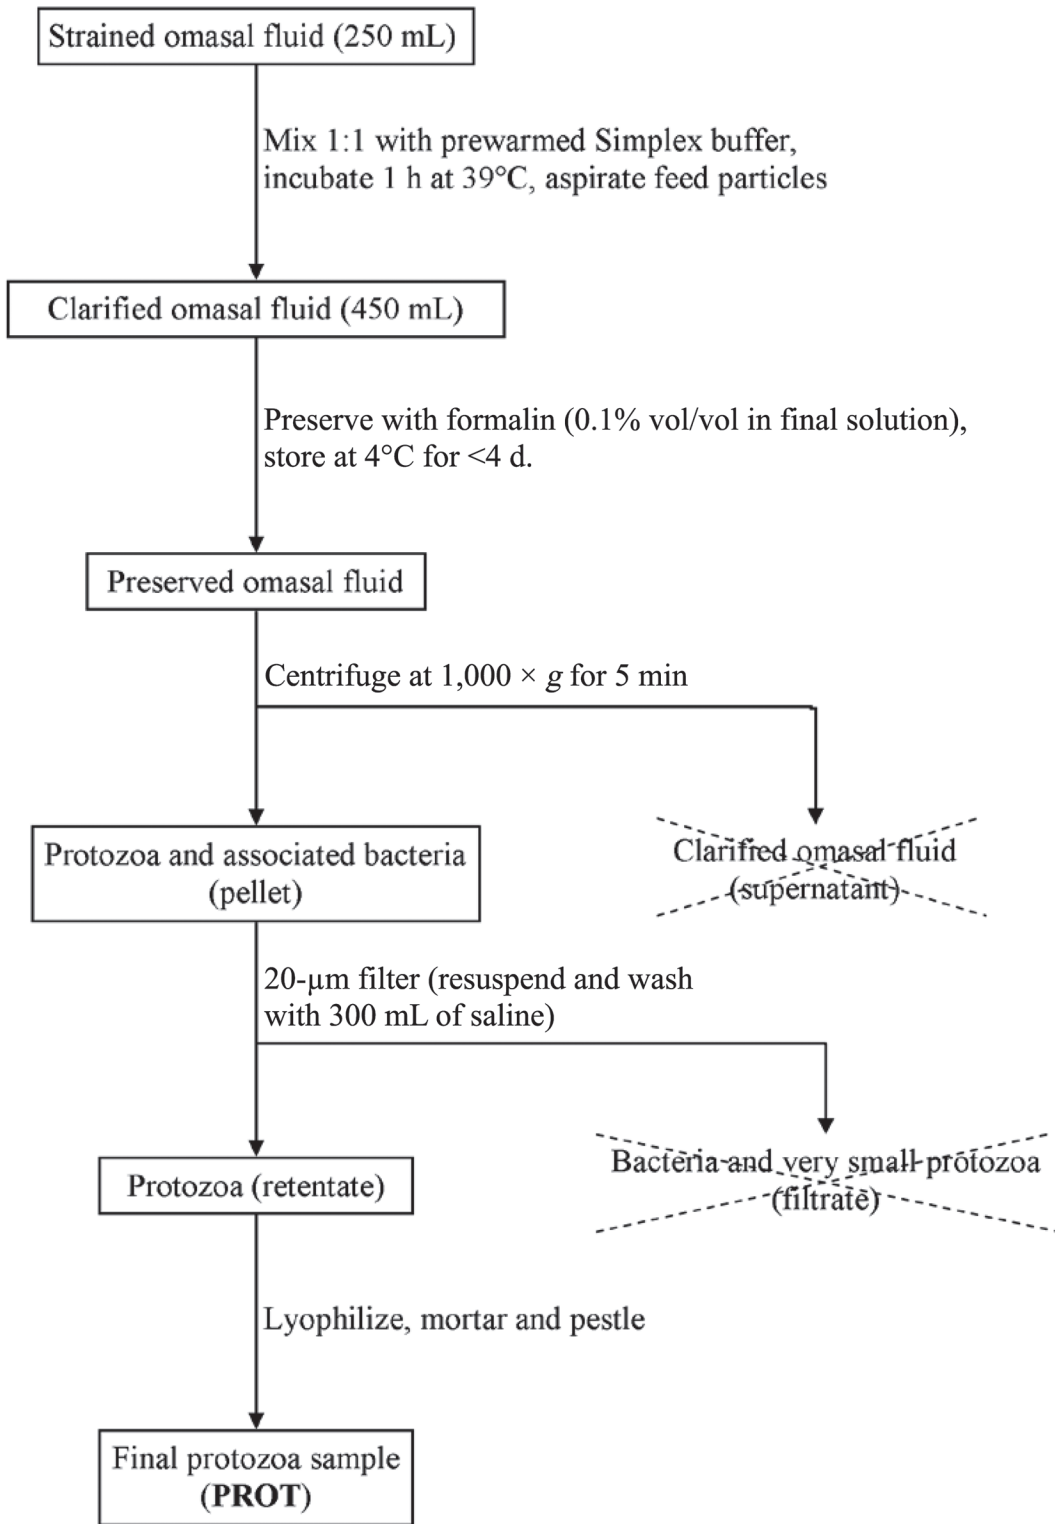 Strained omasal fluid (250 mL)
Mix 1:1 with prewarmed Simplex buffer,
incubate 1 h at 39°C, aspirate feed particles
Clarified omasal fluid (450 mL)
Preserve with formalin (0.1% vol/vol in final solution),
store at 4°C for <4 d.
Preserved omasal fluid
Centrifuge at 1,000 × g for 5 min
Protozoa and associated bacteria
(pellet)
Clarified omasal fluid
(supernatant)
20-µm filter (resuspend and wash
with 300 mL of saline)
Protozoa (retentate)
Bacteria and very small protozoa
(filtrate)
Lyophilize, mortar and pestle
Final protozoa sample
(PROT)